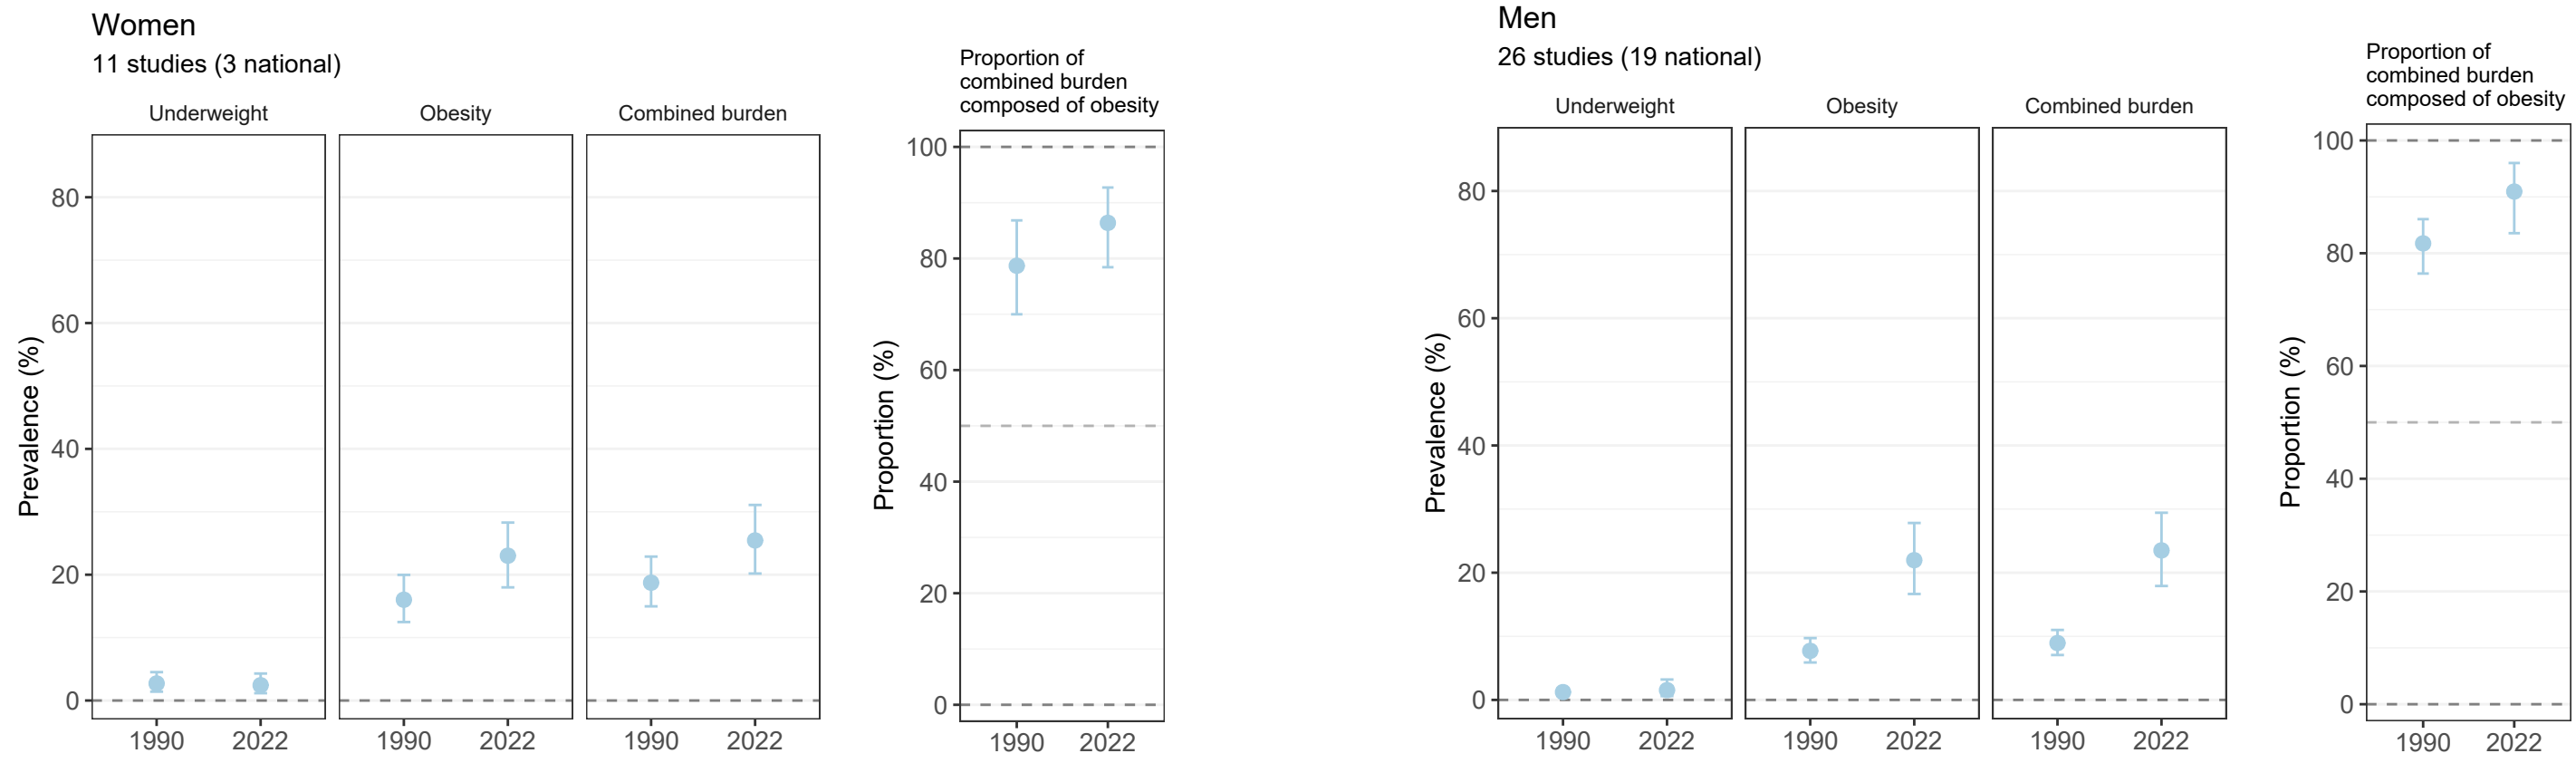 Women
11 studies (3 national)
Underweight
Obesity
Combined burden
Prevalence (%)
80
60
40
20
0
1990
2022
1990
2022
1990
2022
Proportion of
combined burden
composed of obesity
Proportion (%)
100
80
60
40
20
0
1990
2022
Men
26 studies (19 national)
Underweight
Obesity
Combined burden
Prevalence (%)
80
60
40
20
0
1990
2022
1990
2022
1990
2022
Proportion of
combined burden
composed of obesity
Proportion (%)
100
80
60
40
20
0
1990
2022